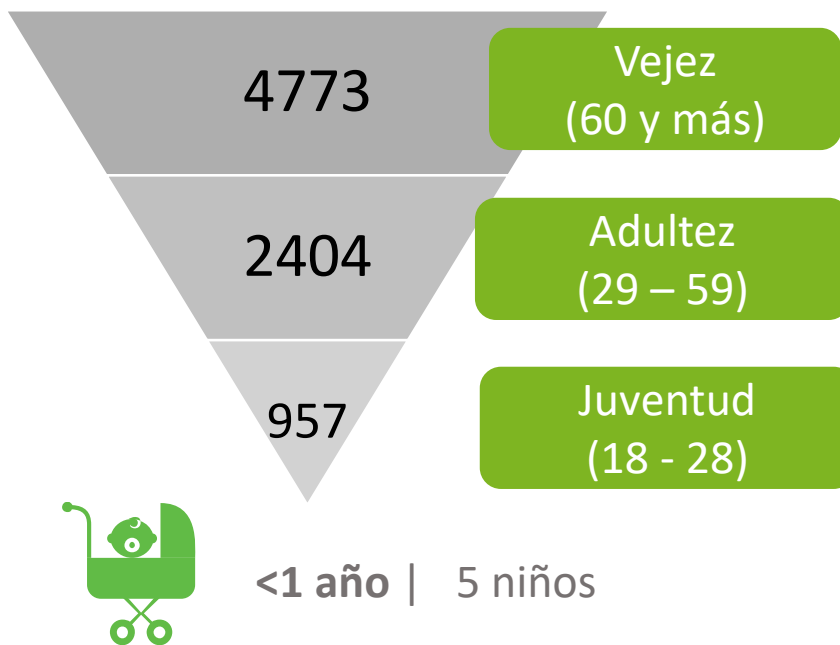 4773
Vejez
(60 y más)
2404
Adultez
(29 – 59)
957
Juventud
(18 - 28)
<1 año | 5 niños